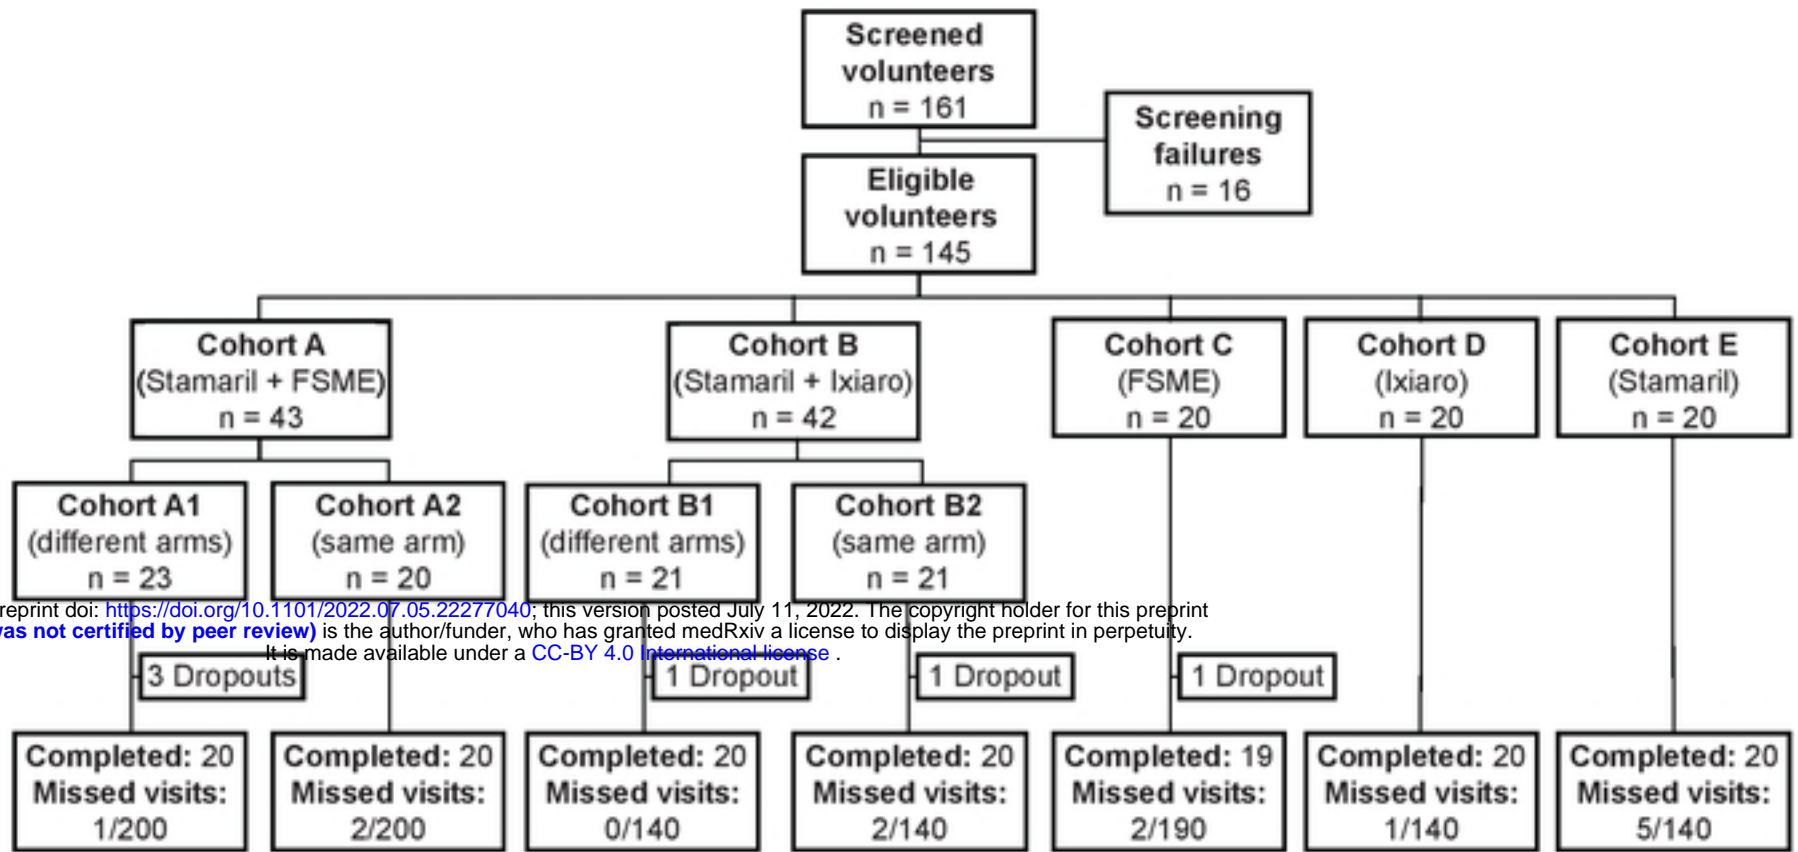 Screened
volunteers
n = 161
Screening
failures
n = 16
Eligible
volunteers
n = 145
Cohort A
(Stamaril + FSME)
n = 43
Cohort B
(Stamaril + Ixiaro)
n = 42
Cohort C
(FSME)
n = 20
Cohort D
(Ixiaro)
n = 20
Cohort E
(Stamaril)
n = 20
Cohort A1
(different arms)
n = 23
Cohort A2
(same arm)
n = 20
Cohort B1
(different arms)
n = 21
Cohort B2
(same arm)
n = 21
reprint doi: https://doi.org/10.1101/2022.07.05.22277040; this version posted July 11, 2022. The copyright holder for this preprint
was not certified by peer review) is the author/funder, who has granted medRxiv a license to display the preprint in perpetuity.
It is made available under a CC-BY 4.0 International license .
3 Dropouts
1 Dropout
1 Dropout
1 Dropout
Completed: 20
Missed visits:
1/200
Completed: 20
Missed visits:
2/200
Completed: 20
Missed visits:
0/140
Completed: 20
Missed visits:
2/140
Completed: 19
Missed visits:
2/190
Completed: 20
Missed visits:
1/140
Completed: 20
Missed visits:
5/140